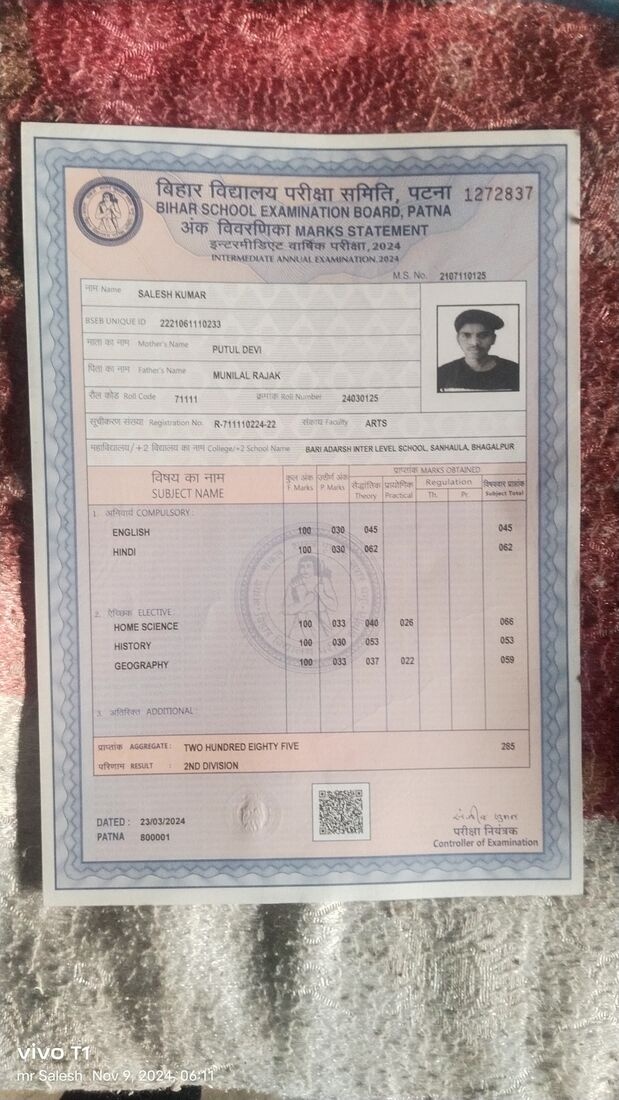 बिहार विद्यालय परीक्षा समिति, पटना 1272837
BIHAR SCHOOL EXAMINATION BOARD, PATNA
अंक विवरणिका MARKS STATEMENT
इन्टरमीडिएट वार्षिक परीक्षा, 2024
INTERMEDIATE ANNUAL EXAMINATION, 2024
M.S. No. 2107110125
नाम Name SALESH KUMAR
BSEB UNIQUE ID 2221061110233
माता का नाम Mother's Name PUTUL DEVI
पिता का नाम Father's Name MUNILAL RAJAK
रौल कोड Roll Code 71111 क्रमांक Roll Number 24030125
सूचीकरण संख्या Registration No. R-711110224-22 संकाय Faculty ARTS
महाविद्यालय/+2 विद्यालय का नाम College/+2 School Name BARI ADARSH INTER LEVEL SCHOOL, SANHAULA, BHAGALPUR
विषय का नाम SUBJECT NAME कुल अंक F. Marks उत्तीर्ण अंक P. Marks प्राप्तांक MARKS OBTAINED
सैद्धांतिक Theory प्रायोगिक Practical Regulation Th. Pr. विषयवार प्राप्तांक Subject Total
1. अनिवार्य COMPULSORY :
ENGLISH 100 030 045 045
HINDI 100 030 062 062
2. ऐच्छिक ELECTIVE :
HOME SCIENCE 100 033 040 026 066
HISTORY 100 030 053 053
GEOGRAPHY 100 033 037 022 059
3. अतिरिक्त ADDITIONAL :
प्राप्तांक AGGREGATE : TWO HUNDRED EIGHTY FIVE 285
परिणाम RESULT : 2ND DIVISION
DATED : 23/03/2024
PATNA 800001
परीक्षा नियंत्रक
Controller of Examination
vivo T1
mr Salesh Nov 9, 2024, 06:11